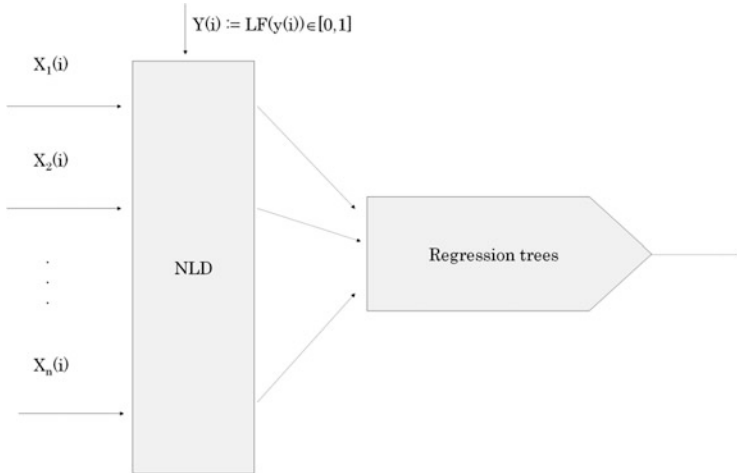 Y(i) := LF(y(i))∈[0,1]
X₁(i)
X₂(i)
.
.
.
NLD
Regression trees
Xₙ(i)